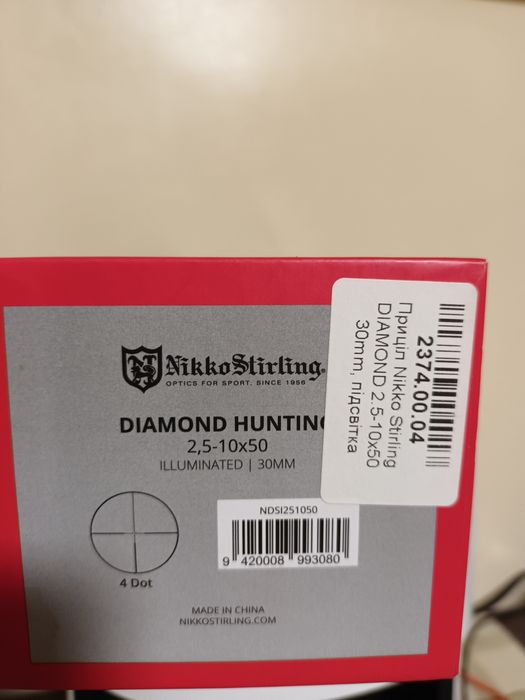 NikkoStirling
OPTICS FOR SPORT. SINCE 1956
DIAMOND HUNTING
2,5-10x50
ILLUMINATED | 30MM
NDSI251050
9 420008 993080
4 Dot
MADE IN CHINA
NIKKOSTIRLING.COM
2374.00.04
Приціл Nikko Stirling
DIAMOND 2.5-10x50
30mm, підсвітка